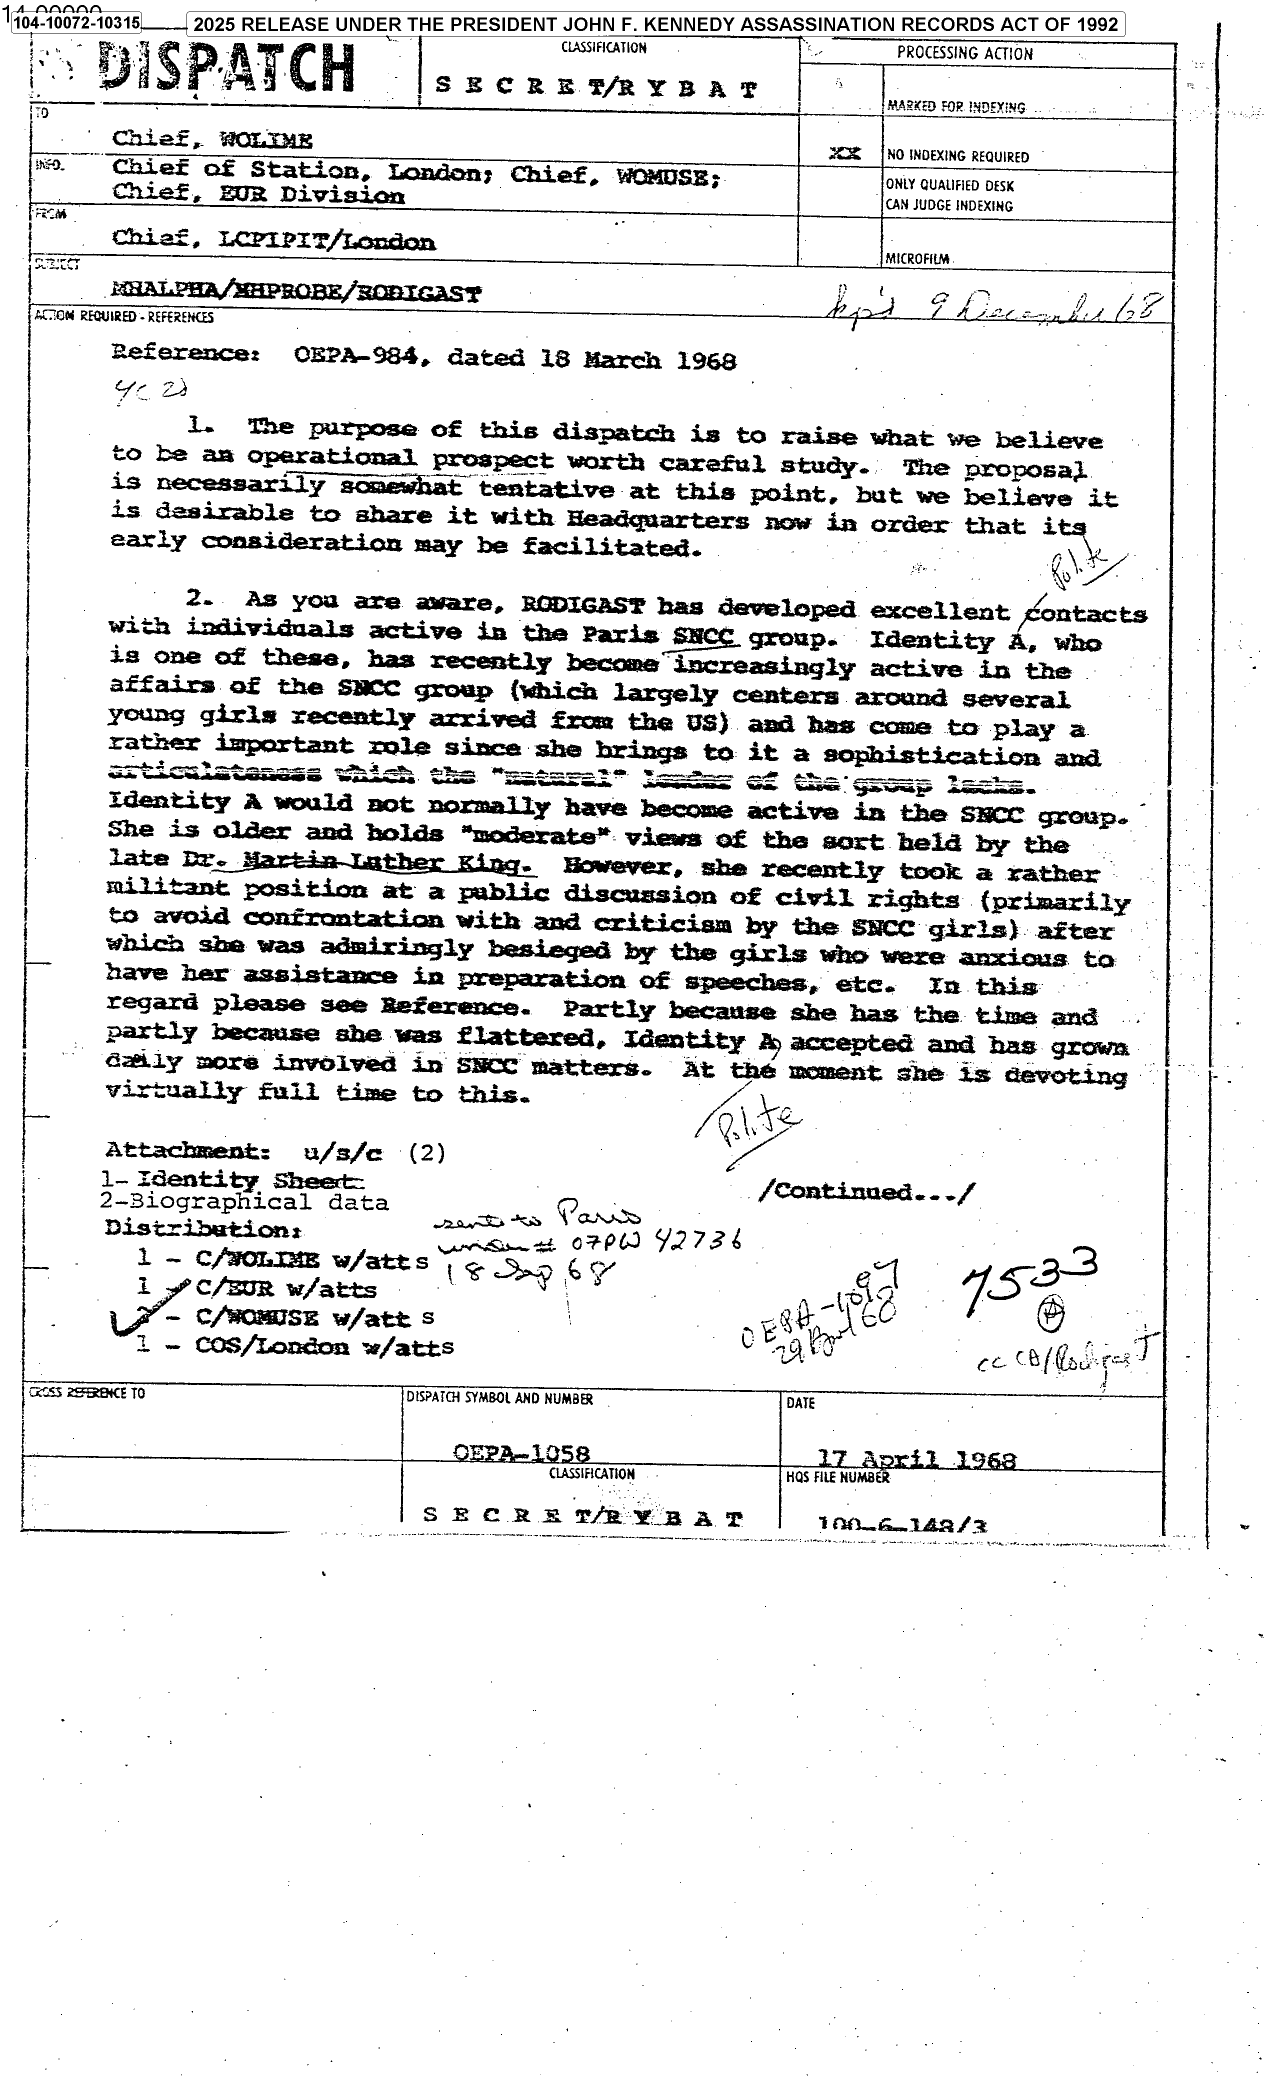 104-10072-10315
2025 RELEASE UNDER THE PRESIDENT JOHN F. KENNEDY ASSASSINATION RECORDS ACT OF 1992
DISPATCH
CLASSIFICATION
SECRET/RYBAT
PROCESSING ACTION
MARKED FOR INDEXING
TO
Chief, WOLIME
XX NO INDEXING REQUIRED
INFO.
Chief of Station, London; Chief, WOMUSE;
Chief, EUR Division
ONLY QUALIFIED DESK
CAN JUDGE INDEXING
FROM
Chief, LCPIPIT/London
MICROFILM
SUBJECT
MHALPHA/MHPROBE/RODIGAST
9 December 68
ACTION REQUIRED - REFERENCES
Reference: OEPA-984, dated 18 March 1968
1. The purpose of this dispatch is to raise what we believe
to be an operational prospect worth careful study. The proposal
is necessarily somewhat tentative at this point, but we believe it
is desirable to share it with Headquarters now in order that its
early consideration may be facilitated.
Polite
2. As you are aware, RODIGAST has developed excellent contacts
with individuals active in the Paris SNCC group. Identity A, who
is one of these, has recently become increasingly active in the
affairs of the SNCC group (which largely centers around several
young girls recently arrived from the US) and has come to play a
rather important role since she brings to it a sophistication and
articulateness which the "natural" leader of the group lacks.
Identity A would not normally have become active in the SNCC group.
She is older and holds "moderate" views of the sort held by the
late Dr. Martin Luther King. However, she recently took a rather
militant position at a public discussion of civil rights (primarily
to avoid confrontation with and criticism by the SNCC girls) after
which she was admiringly besieged by the girls who were anxious to
have her assistance in preparation of speeches, etc. In this
regard please see Reference. Partly because she has the time and
partly because she was flattered, Identity A, accepted and has grown
daily more involved in SNCC matters. At the moment she is devoting
virtually full time to this.
Polite
Attachment: u/s/c (2)
1- Identity Sheet
2-Biographical data
/Continued.../
Distribution:
1 - C/WOLIME w/atts
1 - C/EUR w/atts
- C/WOMUSE w/att s
1 - COS/London w/atts
sent to Paris
under # 07PW 42736
18 Sep 68
OEPA-1097
29 Apr 68
7533
A
CROSS REFERENCE TO
DISPATCH SYMBOL AND NUMBER
DATE
OEPA-1058
17 April 1968
CLASSIFICATION
HQS FILE NUMBER
SECRET/RYBAT
100-6-148/3